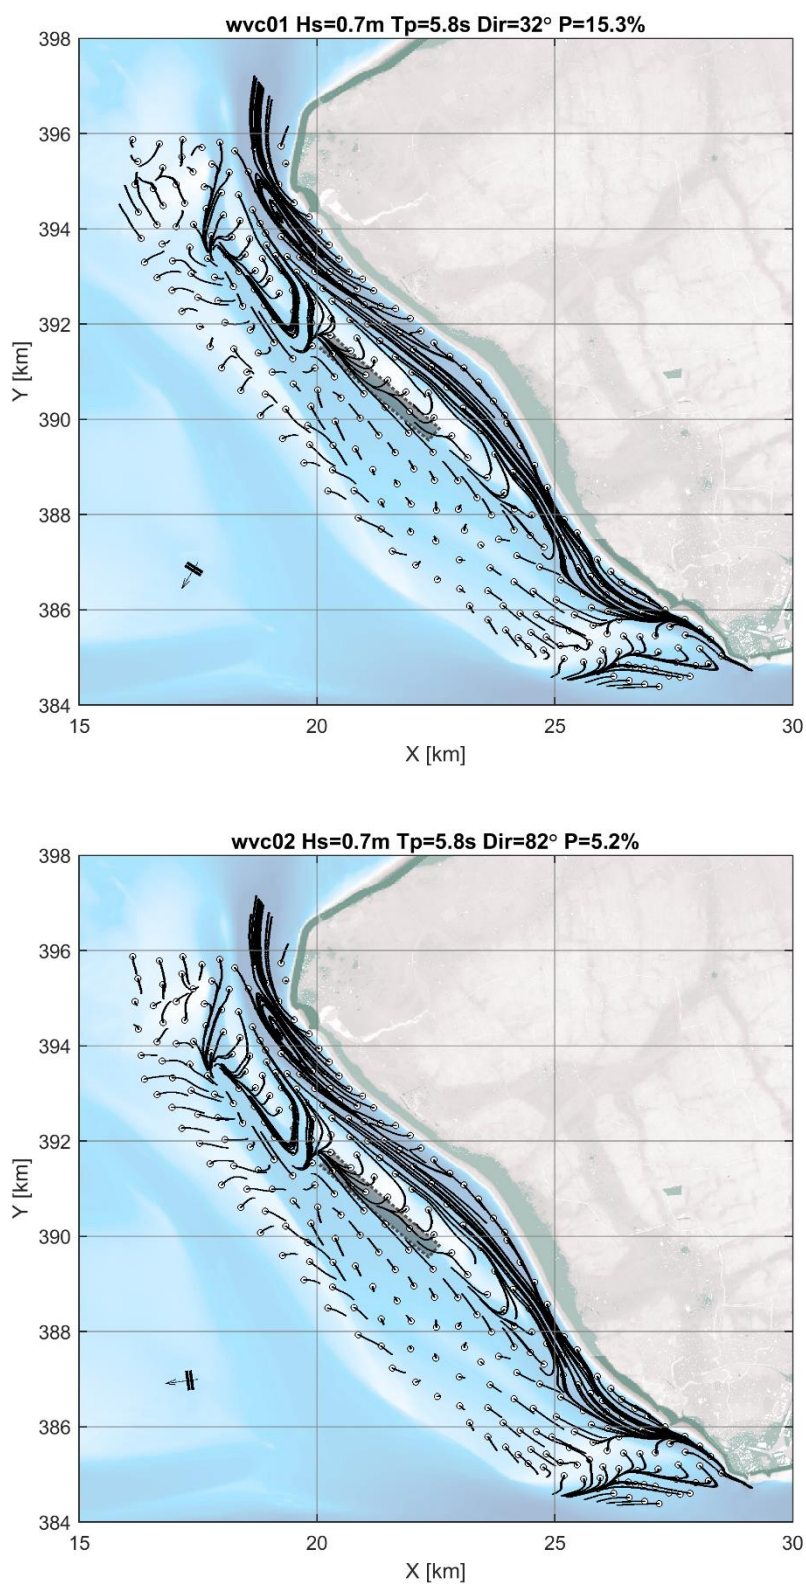 wvc01 Hs=0.7m Tp=5.8s Dir=32° P=15.3%
398
396
394
392
390
388
386
384
Y [km]
15 20 25 30
X [km]
wvc02 Hs=0.7m Tp=5.8s Dir=82° P=5.2%
398
396
394
392
390
388
386
384
Y [km]
15 20 25 30
X [km]